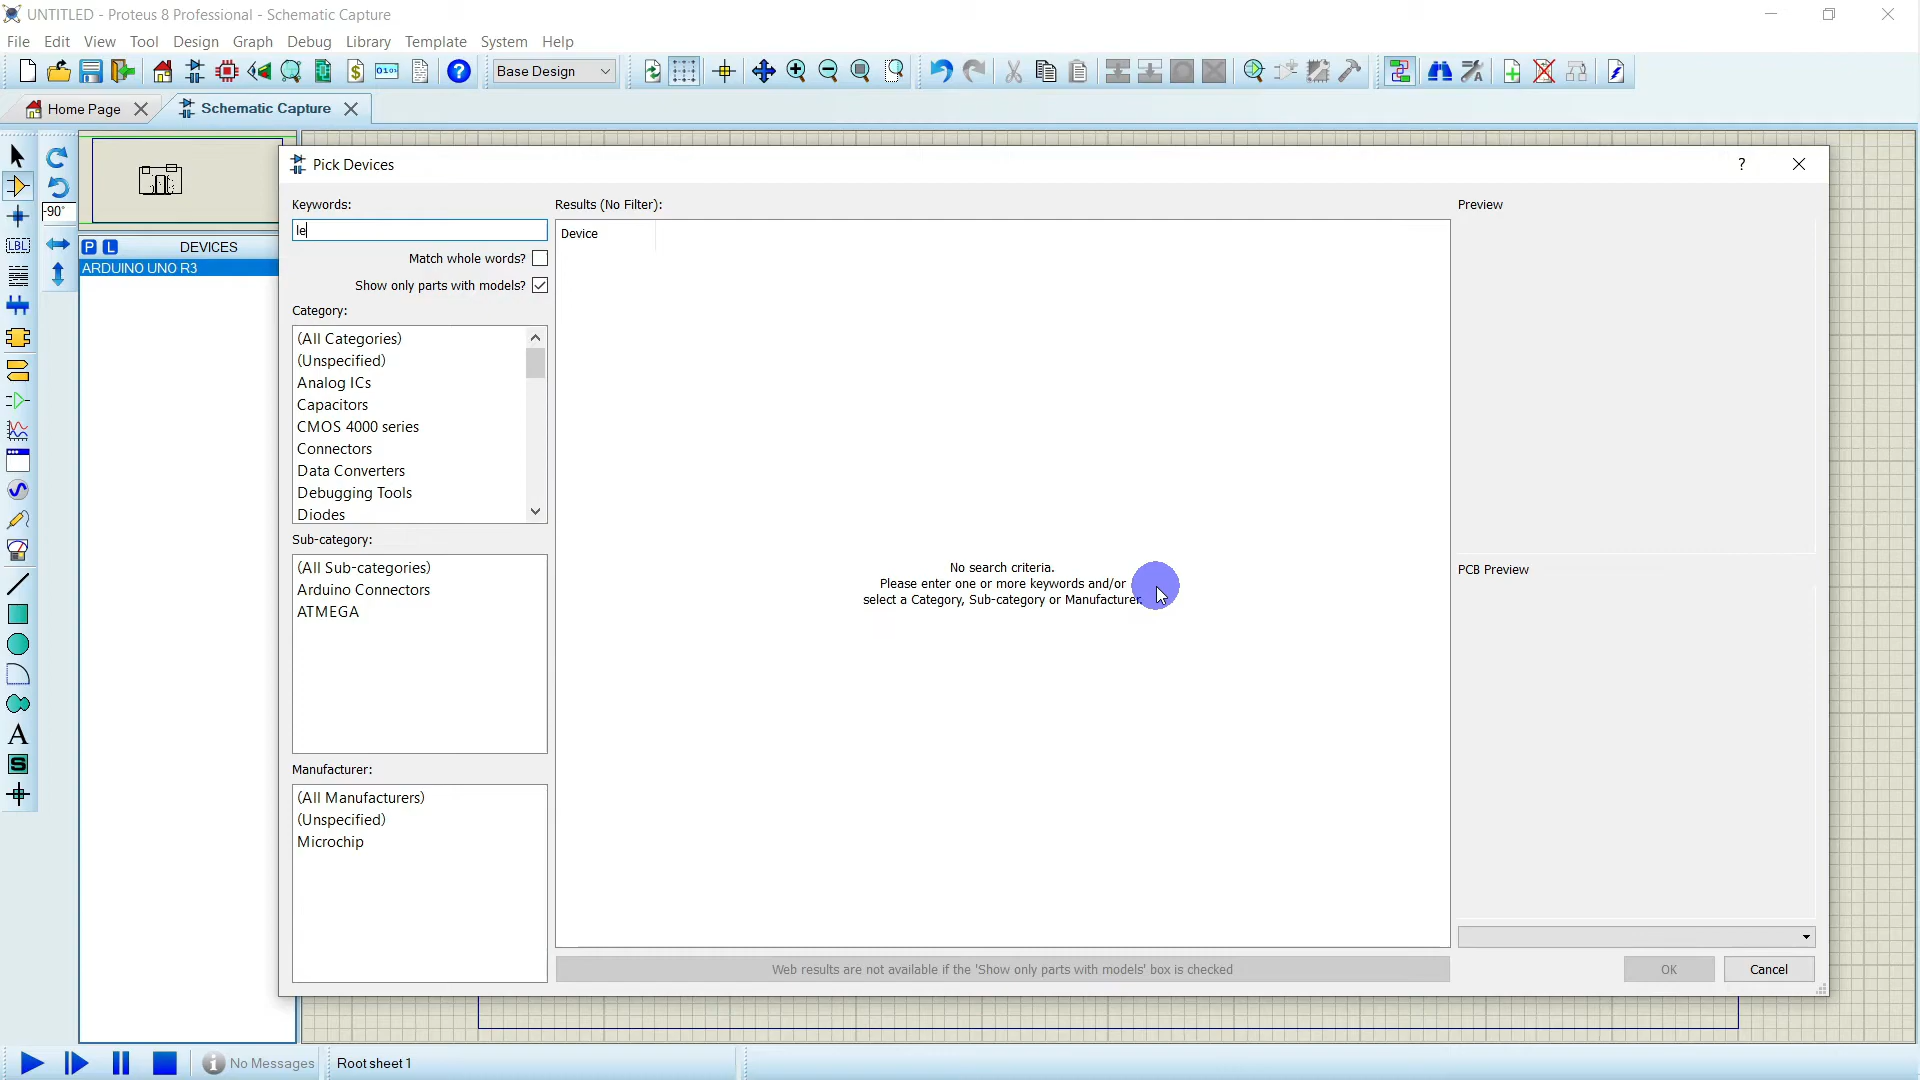 UNTITLED - Proteus 8 Professional - Schematic Capture
File Edit View Tool Design Graph Debug Library Template System Help
Base Design
Home Page
Schematic Capture
Pick Devices
?
-90°
P L DEVICES
ARDUINO UNO R3
LBL
A
S
Keywords:
le
Match whole words?
Show only parts with models?
Category:
(All Categories)
(Unspecified)
Analog ICs
Capacitors
CMOS 4000 series
Connectors
Data Converters
Debugging Tools
Diodes
Sub-category:
(All Sub-categories)
Arduino Connectors
ATMEGA
Manufacturer:
(All Manufacturers)
(Unspecified)
Microchip
Results (No Filter):
Device
No search criteria.
Please enter one or more keywords and/or
select a Category, Sub-category or Manufacturer.
Web results are not available if the 'Show only parts with models' box is checked
Preview
PCB Preview
OK
Cancel
No Messages
Root sheet 1